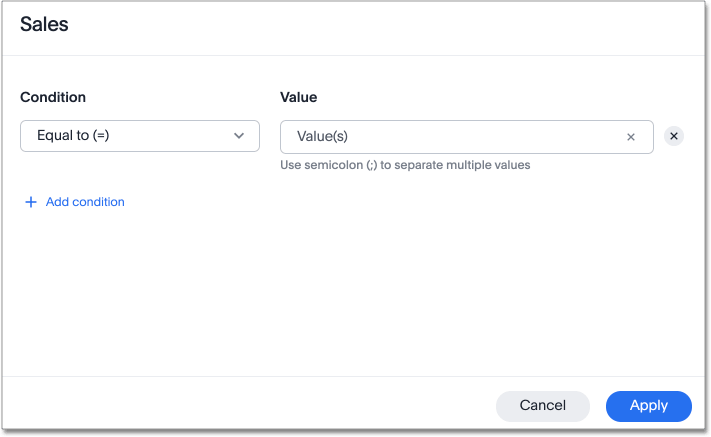 Sales
Condition
Value
Equal to (=)
Value(s)
Use semicolon (;) to separate multiple values
Add condition
Cancel
Apply